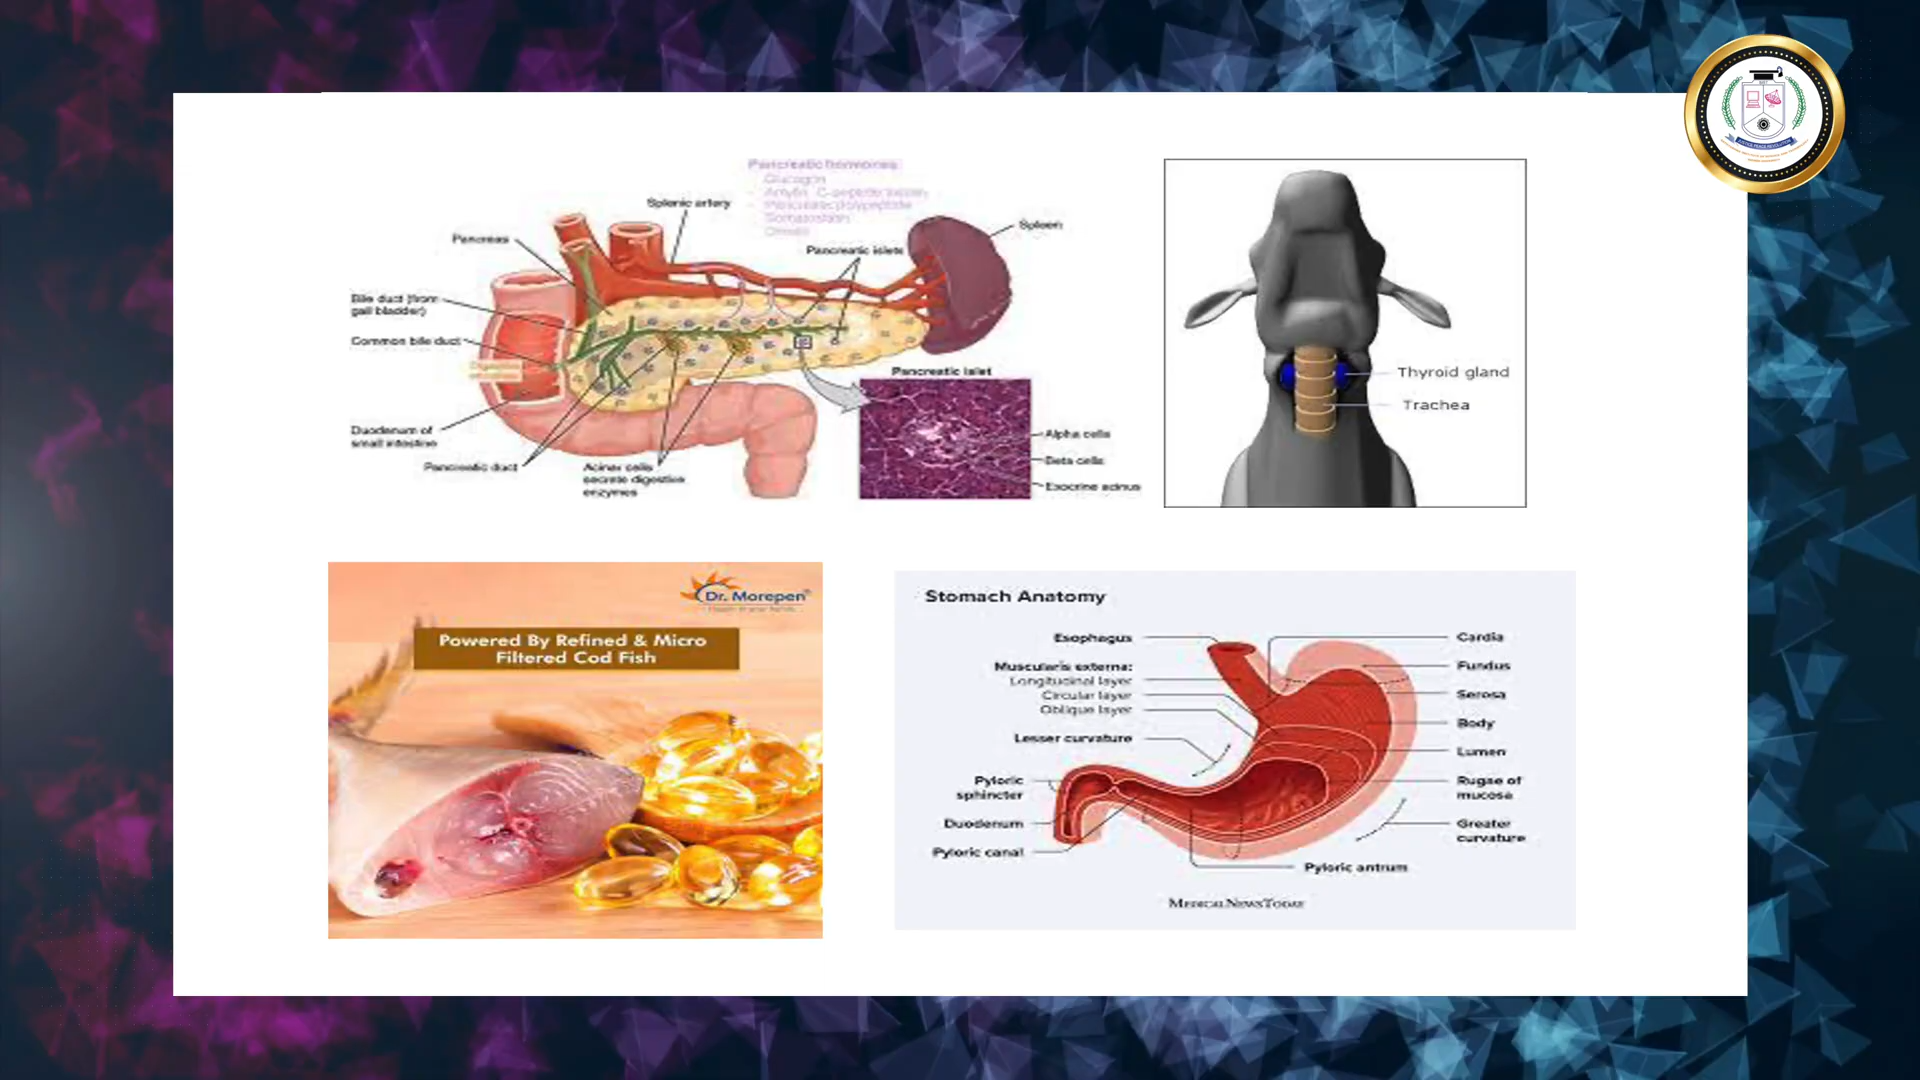 Pancreatic hormones
Glucagon
Splenic artery
Pancreatic polypeptide
Somatostatin
Spleen
Pancreas
Pancreatic islets
Bile duct (from
gall bladder)
Common bile duct
Pancreatic islet
Duodenum of
small intestine
Alpha cells
Beta cells
Pancreatic duct
Acinar cells
secrete digestive
enzymes
Exocrine acinus
Thyroid gland
Trachea
Dr. Morepen
Powered By Refined & Micro
Filtered Cod Fish
Stomach Anatomy
Esophagus
Muscularis externa:
Longitudinal layer
Circular layer
Oblique layer
Lesser curvature
Pyloric
sphincter
Duodenum
Pyloric canal
Cardia
Fundus
Serosa
Body
Lumen
Rugae of
mucosa
Greater
curvature
Pyloric antrum
MEDICALNEWSTODAY